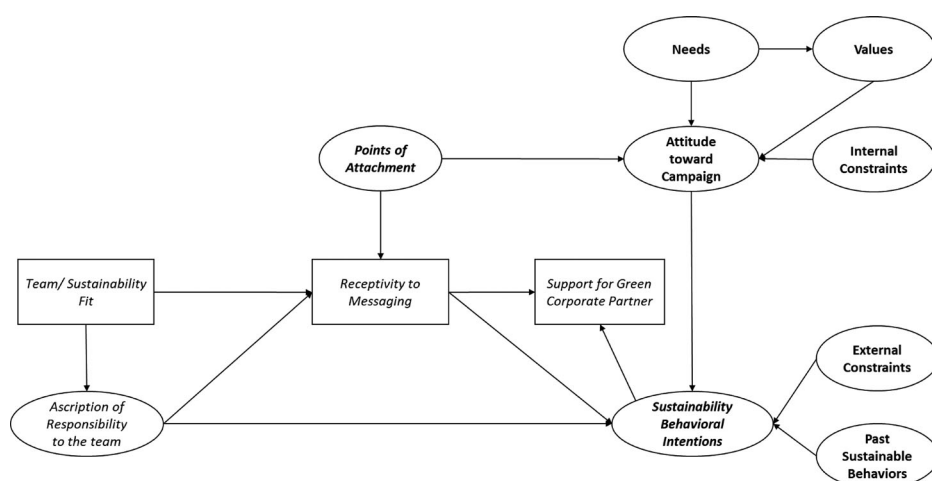 Needs
Values
Points of
Attachment
Attitude
toward
Campaign
Internal
Constraints
Team/ Sustainability
Fit
Receptivity to
Messaging
Support for Green
Corporate Partner
Ascription of
Responsibility
to the team
Sustainability
Behavioral
Intentions
External
Constraints
Past
Sustainable
Behaviors